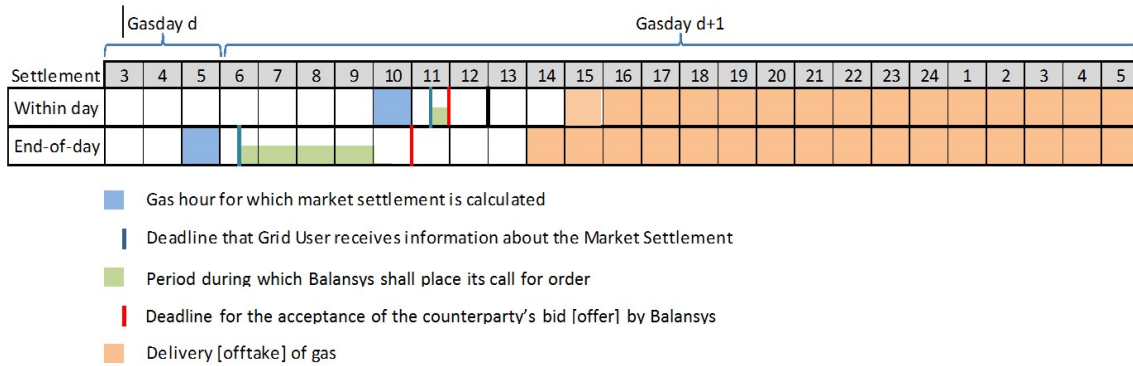 Gasday d Gasday d+1
Settlement 3 4 5 6 7 8 9 10 11 12 13 14 15 16 17 18 19 20 21 22 23 24 1 2 3 4 5
Within day
End-of-day
Gas hour for which market settlement is calculated
Deadline that Grid User receives information about the Market Settlement
Period during which Balansys shall place its call for order
Deadline for the acceptance of the counterparty's bid [offer] by Balansys
Delivery [offtake] of gas